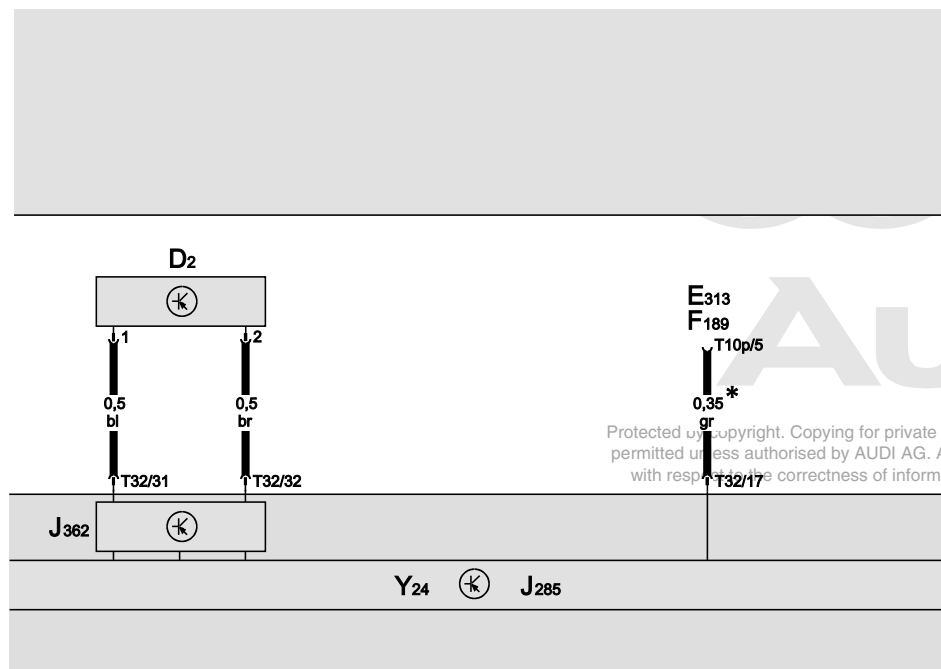 D2
1
2
0,5
bl
0,5
br
T32/31
T32/32
E313
F189
T10p/5
0,35 *
gr
T32/17
Protected by copyright. Copying for private
permitted unless authorised by AUDI AG. A
with respect to the correctness of inform
Au
J362
Y24
J285